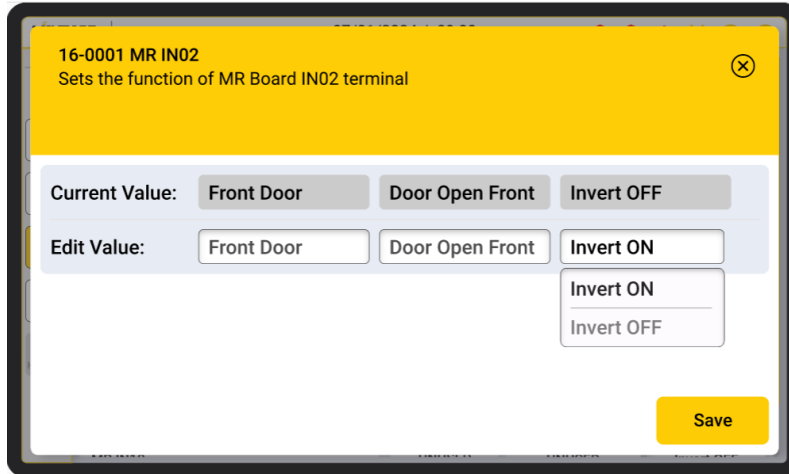 16-0001 MR IN02
Sets the function of MR Board IN02 terminal
Current Value: Front Door Door Open Front Invert OFF
Edit Value: Front Door Door Open Front Invert ON
Invert ON
Invert OFF
Save